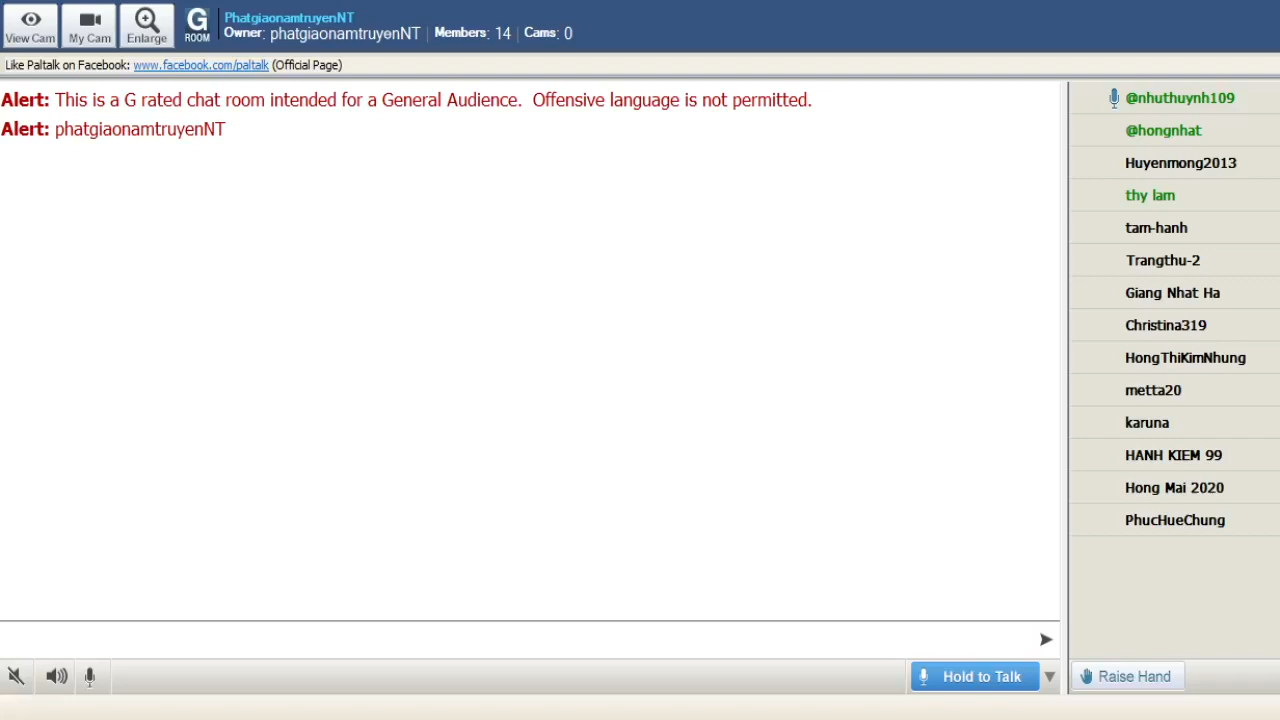 View Cam
My Cam
Enlarge
G
ROOM
PhatgiaonamtruyenNT
Owner: phatgiaonamtruyenNT | Members: 14 | Cams: 0
Like Paltalk on Facebook: www.facebook.com/paltalk (Official Page)
Alert: This is a G rated chat room intended for a General Audience. Offensive language is not permitted.
Alert: phatgiaonamtruyenNT
@nhuthuynh109
@hongnhat
Huyenmong2013
thy lam
tam-hanh
Trangthu-2
Giang Nhat Ha
Christina319
HongThiKimNhung
metta20
karuna
HANH KIEM 99
Hong Mai 2020
PhucHueChung
Hold to Talk
Raise Hand